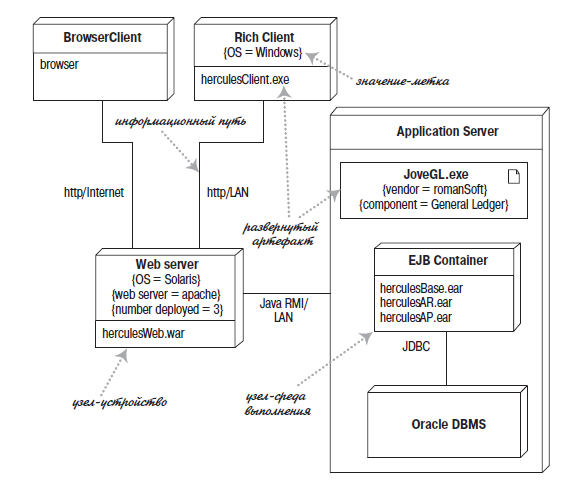 BrowserClient
browser
Rich Client
{OS = Windows}
herculesClient.exe
значение-метка
информационный путь
Application Server
JoveGL.exe
{vendor = romanSoft}
{component = General Ledger}
http/Internet
http/LAN
развернутый
артефакт
Web server
{OS = Solaris}
{web server = apache}
{number deployed = 3}
herculesWeb.war
Java RMI/
LAN
EJB Container
herculesBase.ear
herculesAR.ear
herculesAP.ear
JDBC
узел-устройство
узел-среда
выполнения
Oracle DBMS